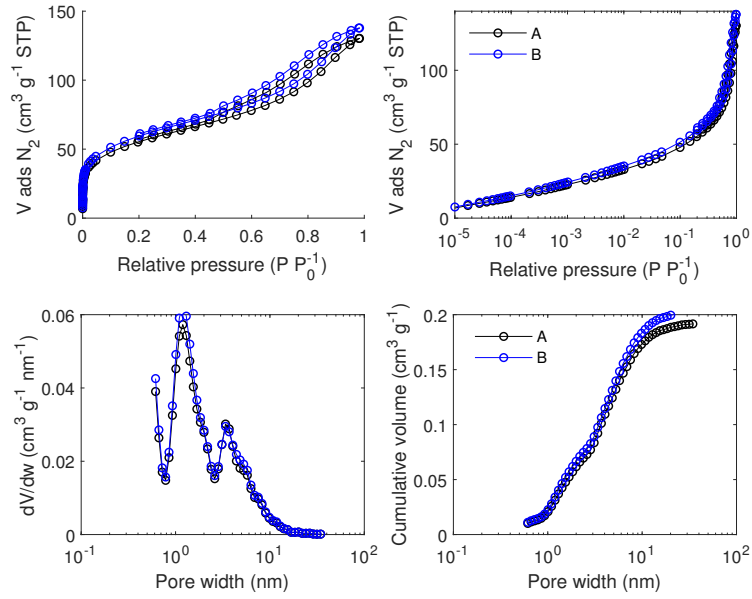 150
100
50
0
V ads N₂ (cm³ g⁻¹ STP)
0 0.2 0.4 0.6 0.8 1
Relative pressure (P P₀⁻¹)
A
B
100
50
0
V ads N₂ (cm³ g⁻¹ STP)
10⁻⁵ 10⁻⁴ 10⁻³ 10⁻² 10⁻¹ 10⁰
Relative pressure (P P₀⁻¹)
0.06
0.04
0.02
0
dV/dw (cm³ g⁻¹ nm⁻¹)
10⁻¹ 10⁰ 10¹ 10²
Pore width (nm)
A
B
0.2
0.15
0.1
0.05
0
Cumulative volume (cm³ g⁻¹)
10⁻¹ 10⁰ 10¹ 10²
Pore width (nm)